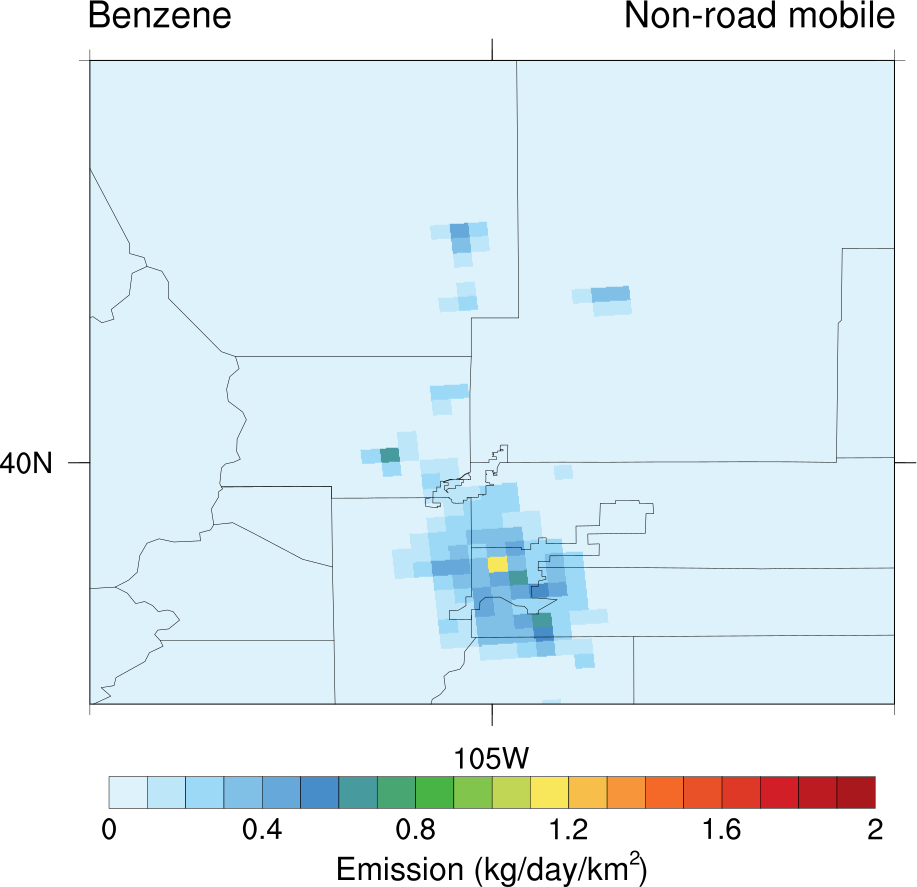 Benzene Non-road mobile
40N
105W
0 0.4 0.8 1.2 1.6 2
Emission (kg/day/km²)